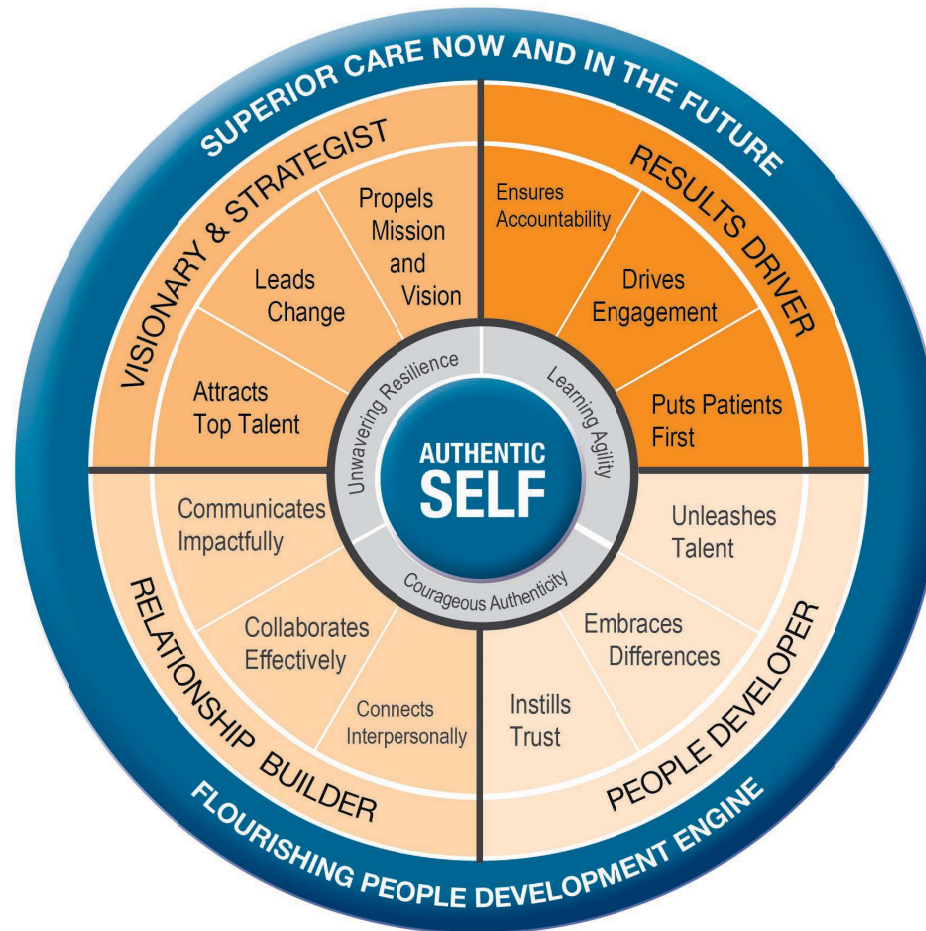 SUPERIOR CARE NOW AND IN THE FUTURE
VISIONARY & STRATEGIST
Propels
Mission
and
Vision
Leads
Change
Attracts
Top Talent
RESULTS DRIVER
Ensures
Accountability
Drives
Engagement
Puts Patients
First
Unwavering Resilience
Learning Agility
Courageous Authenticity
AUTHENTIC
SELF
Communicates
Impactfully
Collaborates
Effectively
Connects
Interpersonally
RELATIONSHIP BUILDER
Unleashes
Talent
Embraces
Differences
Instills
Trust
PEOPLE DEVELOPER
FLOURISHING PEOPLE DEVELOPMENT ENGINE